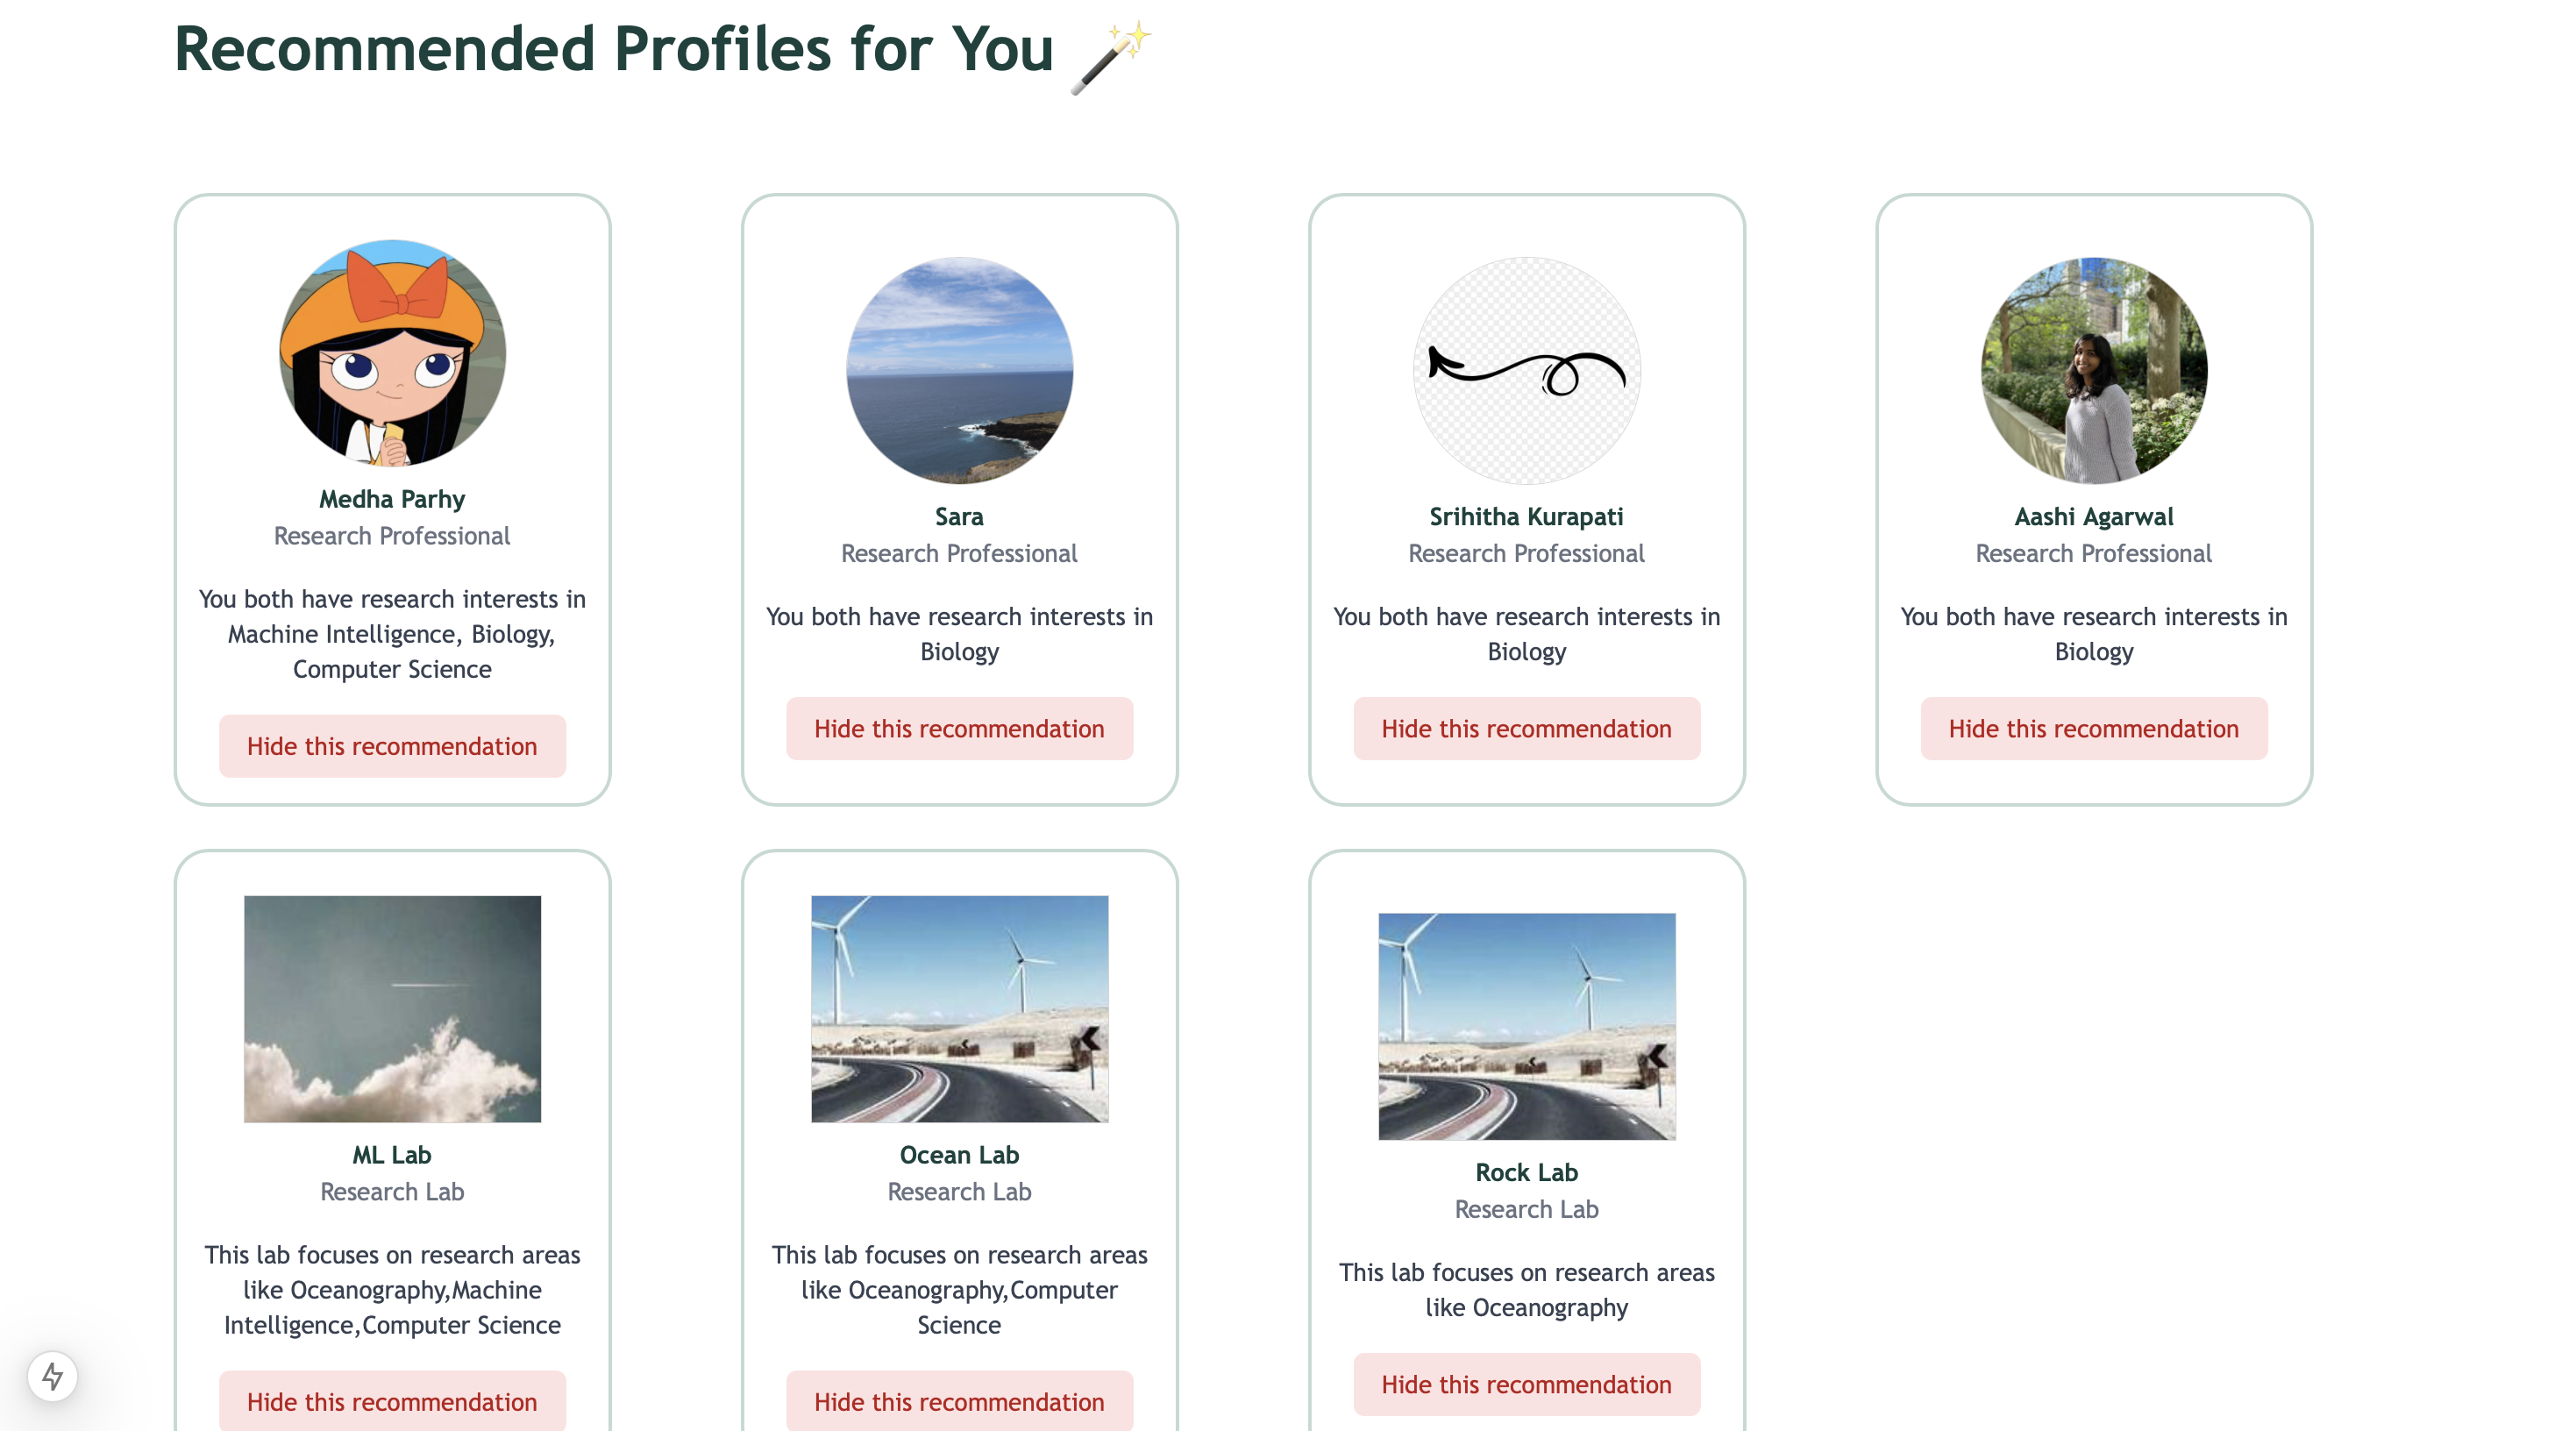 Recommended Profiles for You
Medha Parhy
Research Professional
You both have research interests in
Machine Intelligence, Biology,
Computer Science
Hide this recommendation
Sara
Research Professional
You both have research interests in
Biology
Hide this recommendation
Srihitha Kurapati
Research Professional
You both have research interests in
Biology
Hide this recommendation
Aashi Agarwal
Research Professional
You both have research interests in
Biology
Hide this recommendation
ML Lab
Research Lab
This lab focuses on research areas
like Oceanography,Machine
Intelligence,Computer Science
Hide this recommendation
Ocean Lab
Research Lab
This lab focuses on research areas
like Oceanography,Computer
Science
Hide this recommendation
Rock Lab
Research Lab
This lab focuses on research areas
like Oceanography
Hide this recommendation